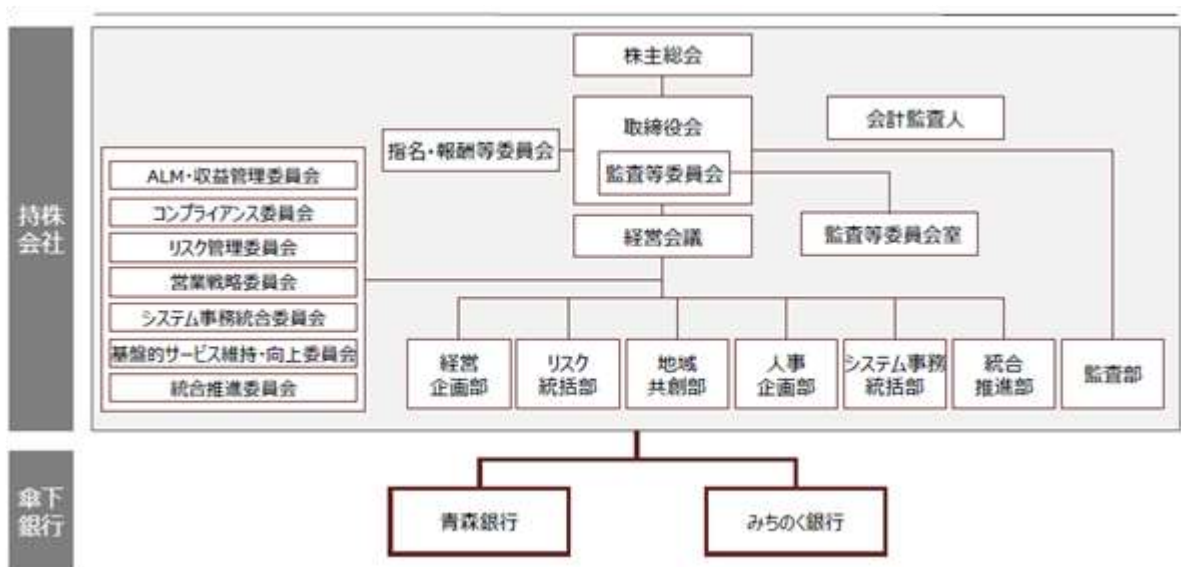 持株
会社
株主総会
取締役会
会計監査人
指名・報酬等委員会
監査等委員会
ALM・収益管理委員会
コンプライアンス委員会
リスク管理委員会
営業戦略委員会
システム事務統合委員会
基盤的サービス維持・向上委員会
統合推進委員会
経営会議
監査等委員会室
経営
企画部
リスク
統括部
地域
共創部
人事
企画部
システム事務
統括部
統合
推進部
監査部
傘下
銀行
青森銀行
みちのく銀行